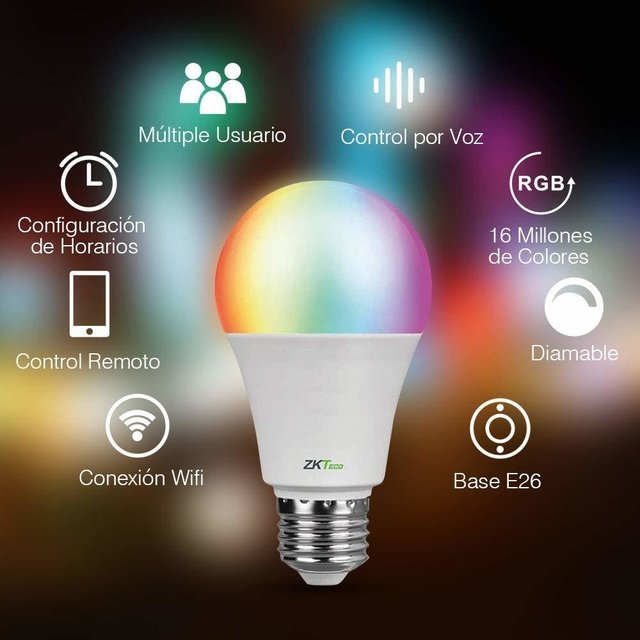 Múltiple Usuario
Control por Voz
Configuración
de Horarios
RGB
16 Millones
de Colores
Control Remoto
Diamable
Conexión Wifi
Base E26
ZKTECO